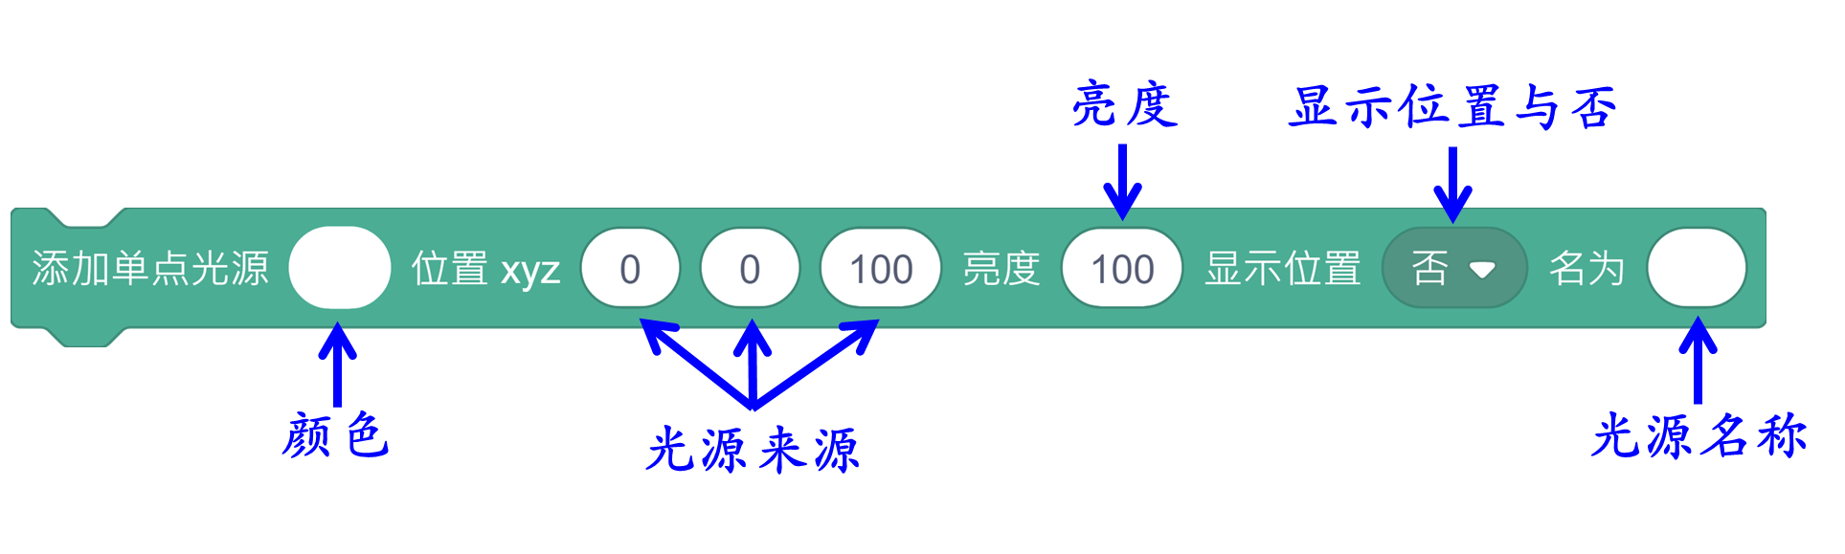 亮度 显示位置与否
添加单点光源 位置 xyz 0 0 100 亮度 100 显示位置 否 名为
颜色 光源来源 光源名称